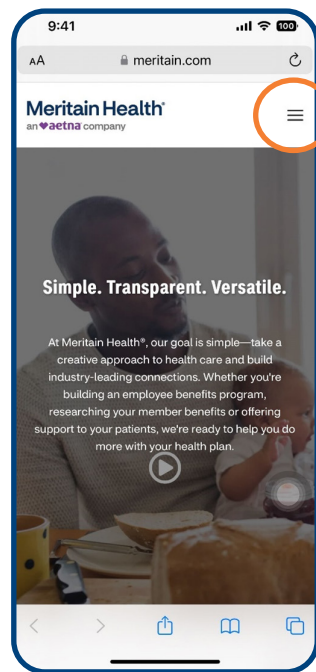 9:41
100
AA
meritain.com
Meritain Health®
an ♥aetna company
Simple. Transparent. Versatile.
At Meritain Health®, our goal is simple—take a
creative approach to health care and build
industry-leading connections. Whether you're
building an employee benefits program,
researching your member benefits or offering
support to your patients, we're ready to help you do
more with your health plan.